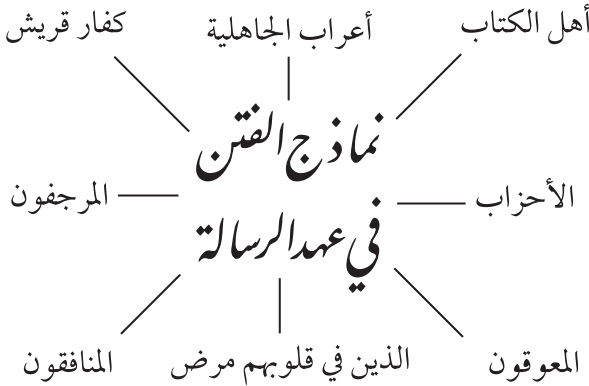 أهل الكتاب
أعراب الجاهلية
كفار قريش
نماذج الفتن
في عهد الرسالة
الأحزاب
المرجفون
المعوقون
الذين في قلوبهم مرض
المنافقون